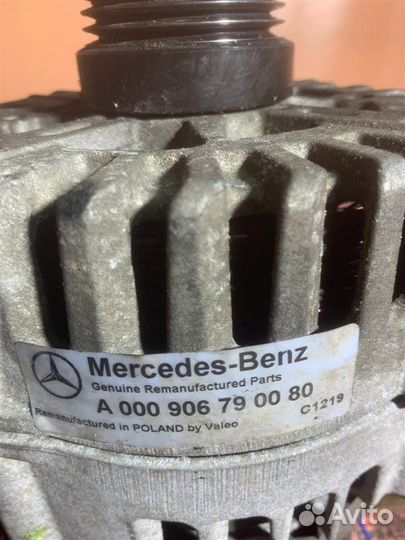 Mercedes-Benz
Genuine Remanufactured Parts
A 000 906 79 00 80
C1219
Remanufactured in POLAND by Valeo
Avito